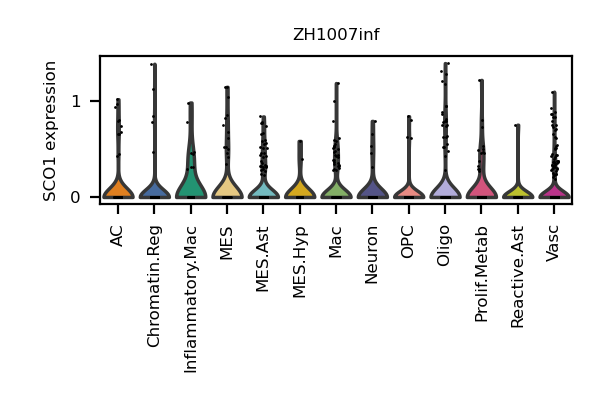 ZH1007inf
SCO1 expression
1
0
AC
Chromatin.Reg
Inflammatory.Mac
MES
MES.Ast
MES.Hyp
Mac
Neuron
OPC
Oligo
Prolif.Metab
Reactive.Ast
Vasc